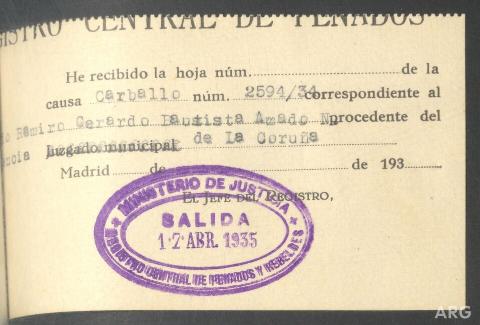 REGISTRO CENTRAL DE PENADOS
He recibido la hoja núm. de la
causa Carballo núm. 2594/34 correspondiente al
Ramiro Gerardo Bautista Amado procedente del
Juzgado municipal de La Coruña
Madrid de de 193
EL JEFE DEL REGISTRO,
MINISTERIO DE JUSTICIA
SALIDA
12 ABR. 1935
REGISTRO CENTRAL DE PENADOS Y REBELDES
ARG